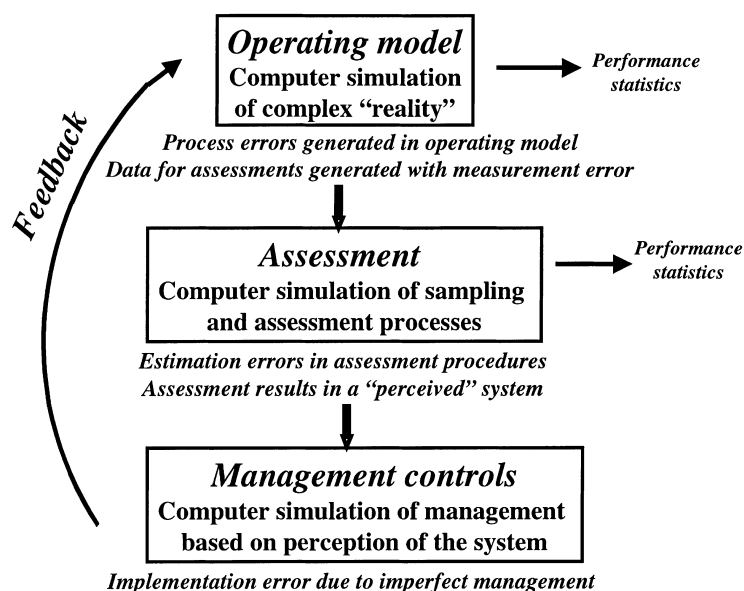 Operating model
Computer simulation
of complex “reality”
Performance
statistics
Process errors generated in operating model
Data for assessments generated with measurement error
Feedback
Assessment
Computer simulation of sampling
and assessment processes
Performance
statistics
Estimation errors in assessment procedures
Assessment results in a “perceived” system
Management controls
Computer simulation of management
based on perception of the system
Implementation error due to imperfect management